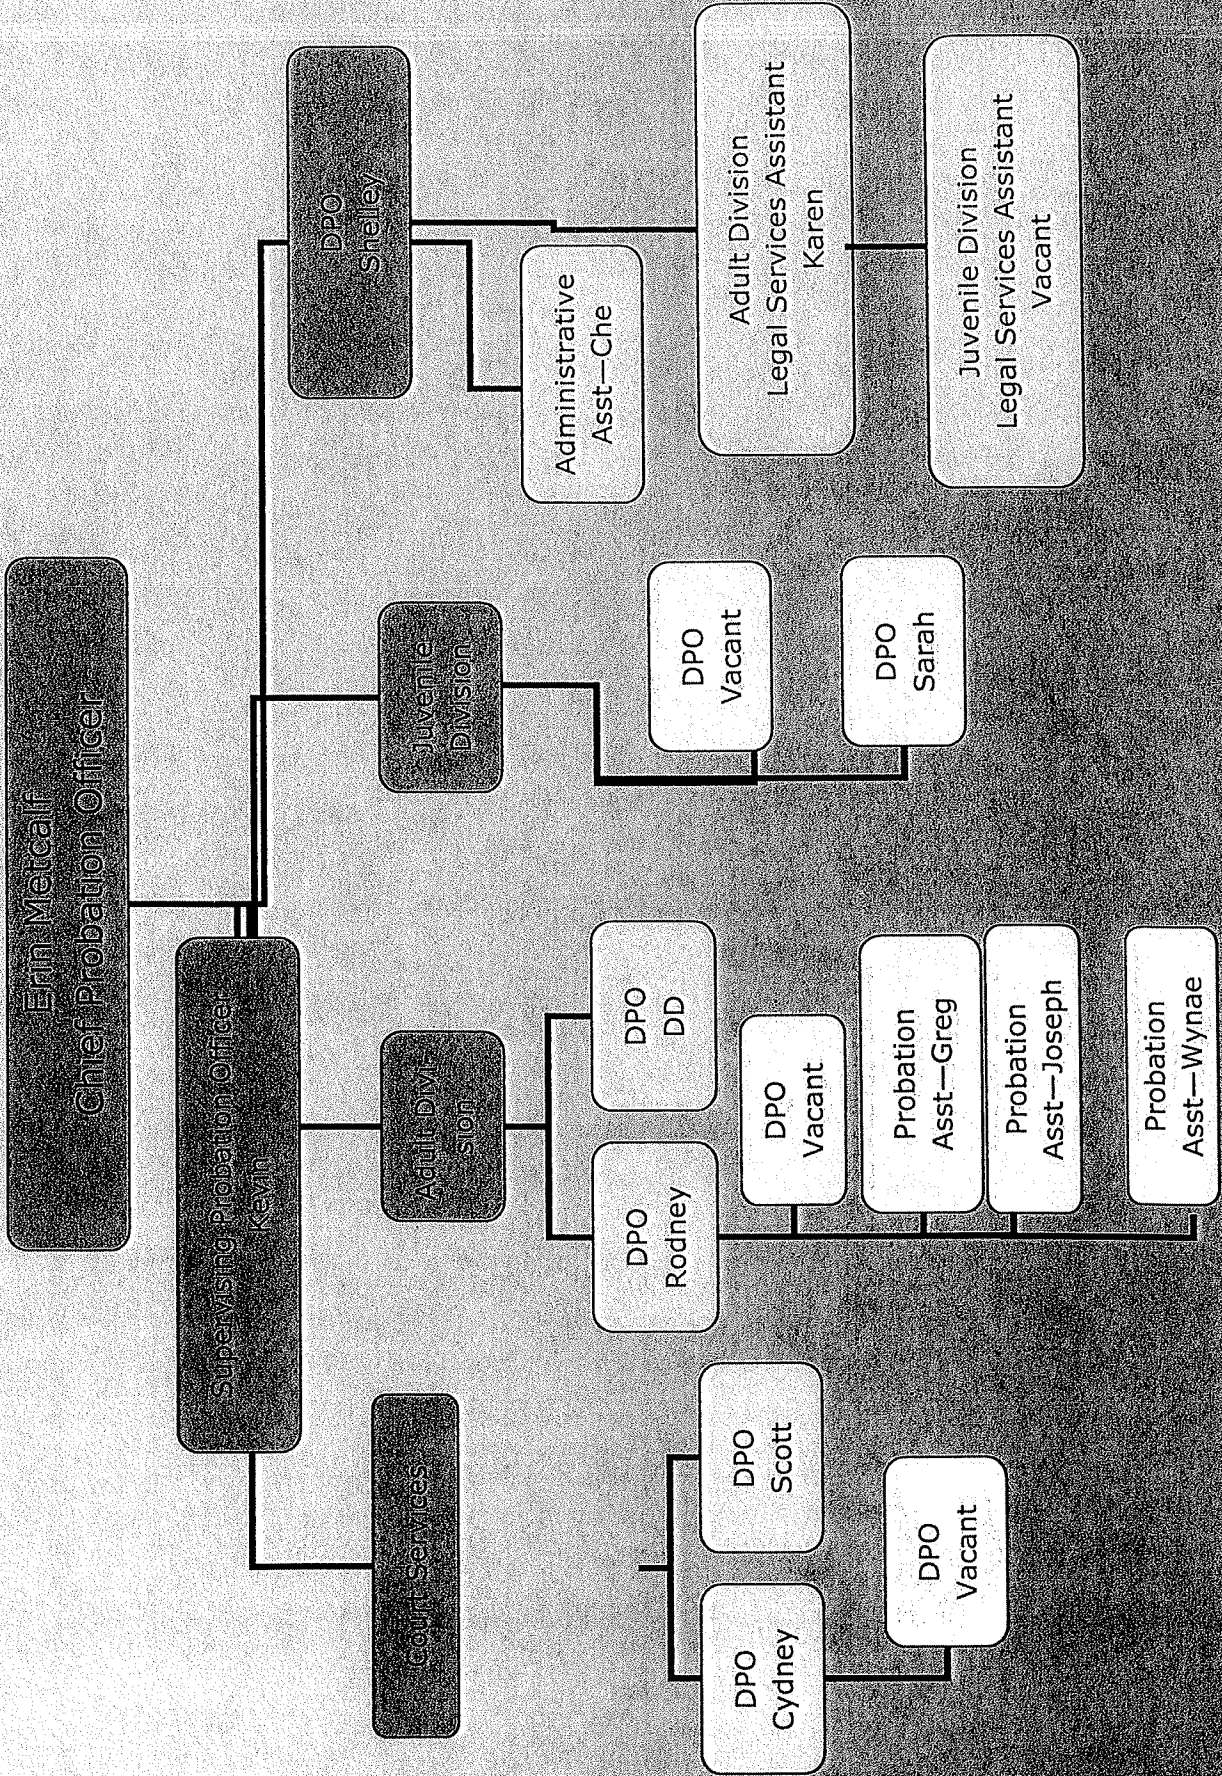 Erin Metcalf
Chief Probation Officer
Supervising Probation Officer
Kevin
DPO
Shelley
Court Services
Adult Divi-
sion
Juvenile
Division
Administrative
Asst—Che
DPO
Cydney
DPO
Scott
DPO
Vacant
DPO
Rodney
DPO
DD
DPO
Vacant
Probation
Asst—Greg
Probation
Asst—Joseph
Probation
Asst—Wynae
DPO
Vacant
DPO
Sarah
Adult Division
Legal Services Assistant
Karen
Juvenile Division
Legal Services Assistant
Vacant